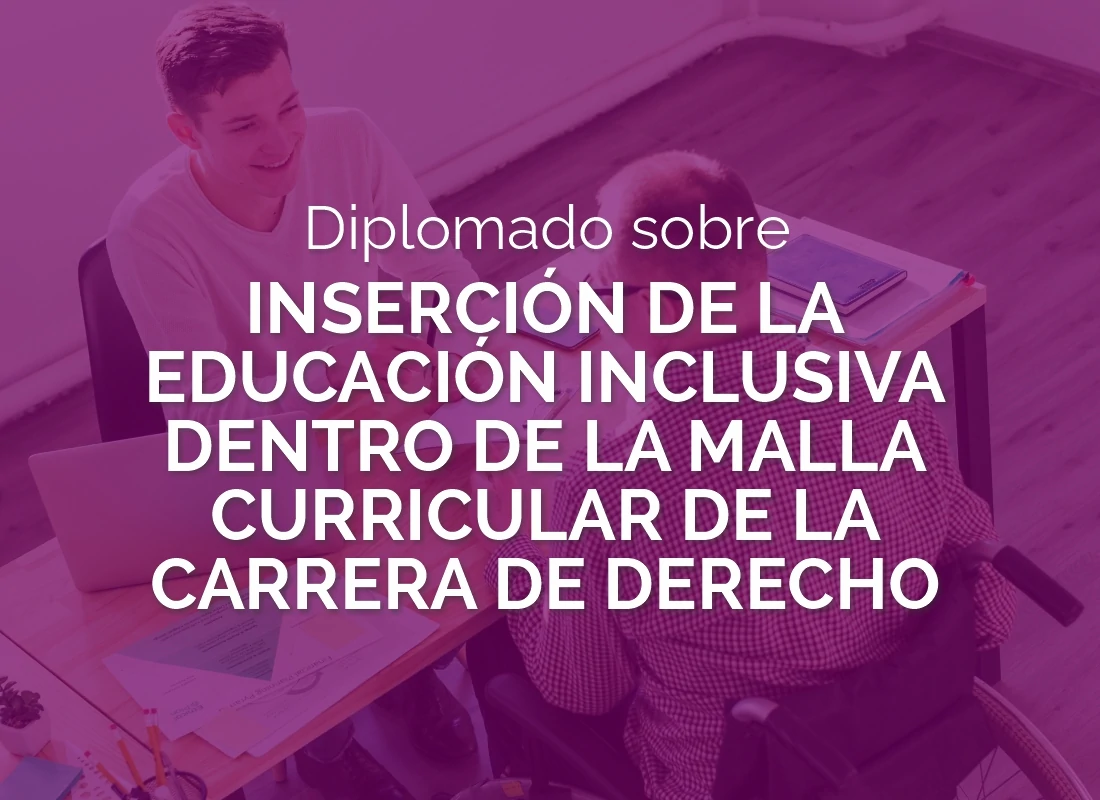 Diplomado sobre
INSERCIÓN DE LA
EDUCACIÓN INCLUSIVA
DENTRO DE LA MALLA
CURRICULAR DE LA
CARRERA DE DERECHO